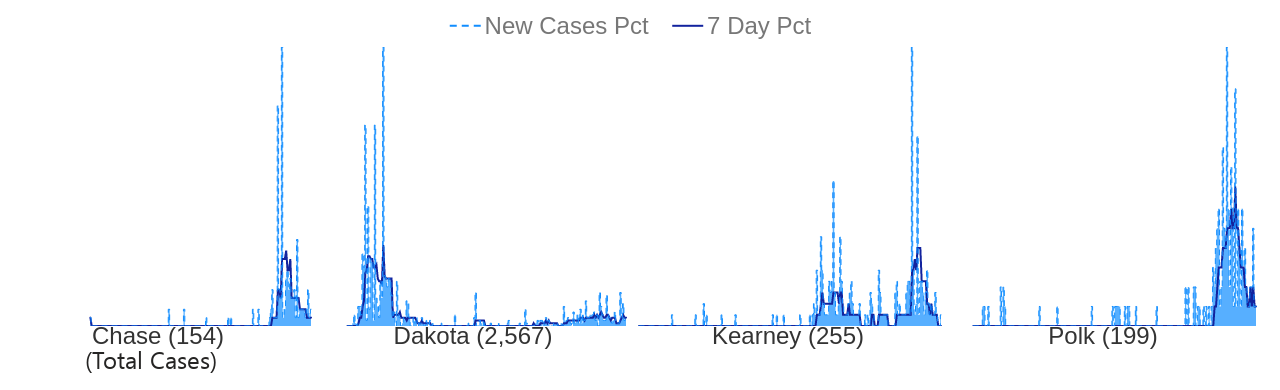 New Cases Pct 7 Day Pct
Chase (154) Dakota (2,567) Kearney (255) Polk (199)
(Total Cases)